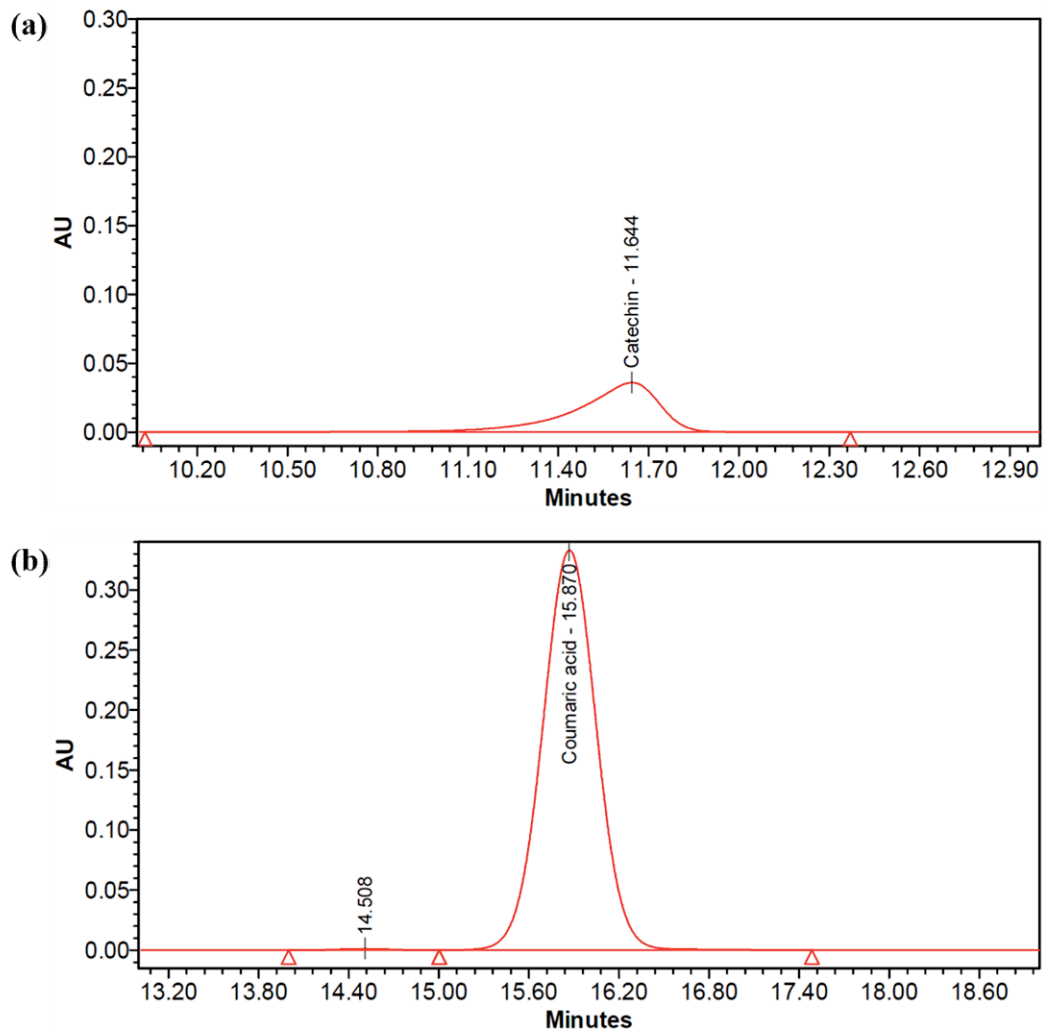 (a)
0.30
0.25
0.20
0.15
0.10
0.05
0.00
AU
Catechin - 11.644
10.20 10.50 10.80 11.10 11.40 11.70 12.00 12.30 12.60 12.90
Minutes
(b)
0.30
0.25
0.20
0.15
0.10
0.05
0.00
AU
14.508
Coumaric acid - 15.870
13.20 13.80 14.40 15.00 15.60 16.20 16.80 17.40 18.00 18.60
Minutes